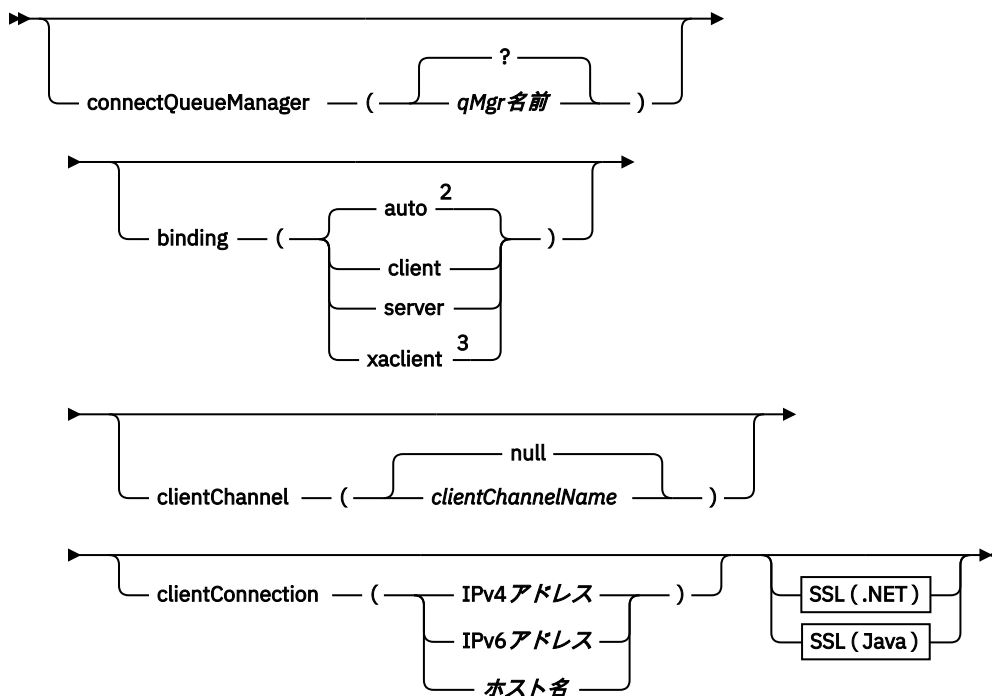 ?
connectQueueManager ( qMgr名前 )
auto 2
binding ( )
client
server
xaclient 3
null
clientChannel ( clientChannelName )
clientConnection ( IPv4アドレス ) SSL ( .NET )
IPv6アドレス SSL ( Java )
ホスト名